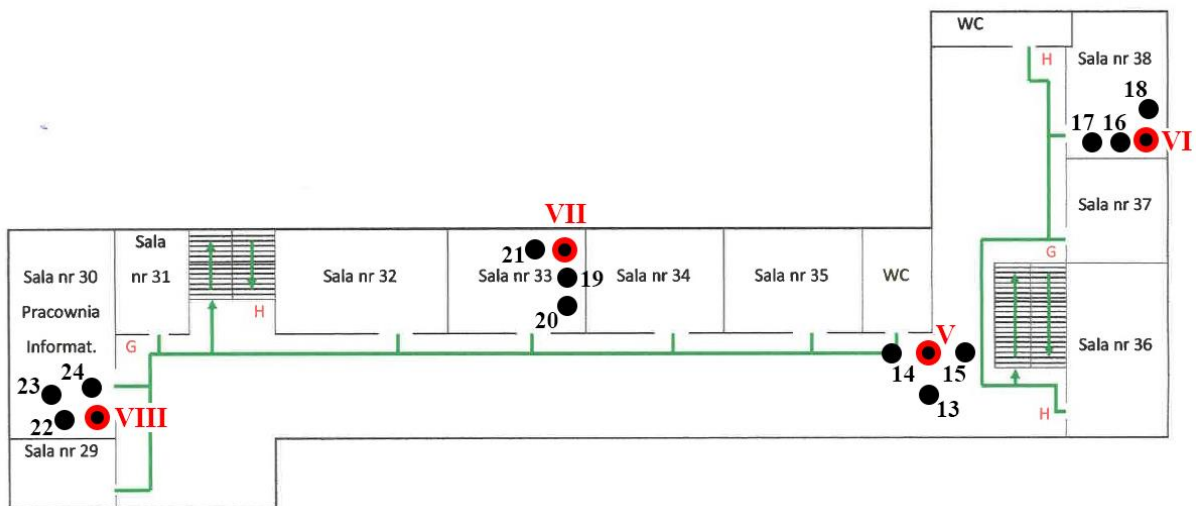 WC
H
Sala nr 38
18
17 16
VI
Sala nr 37
VII
21
Sala
nr 31
Sala nr 30
Pracownia
Informat.
Sala nr 32
Sala nr 33
19
20
Sala nr 34
Sala nr 35
WC
G
H
G
V
14
15
13
Sala nr 36
H
23
24
22
VIII
Sala nr 29